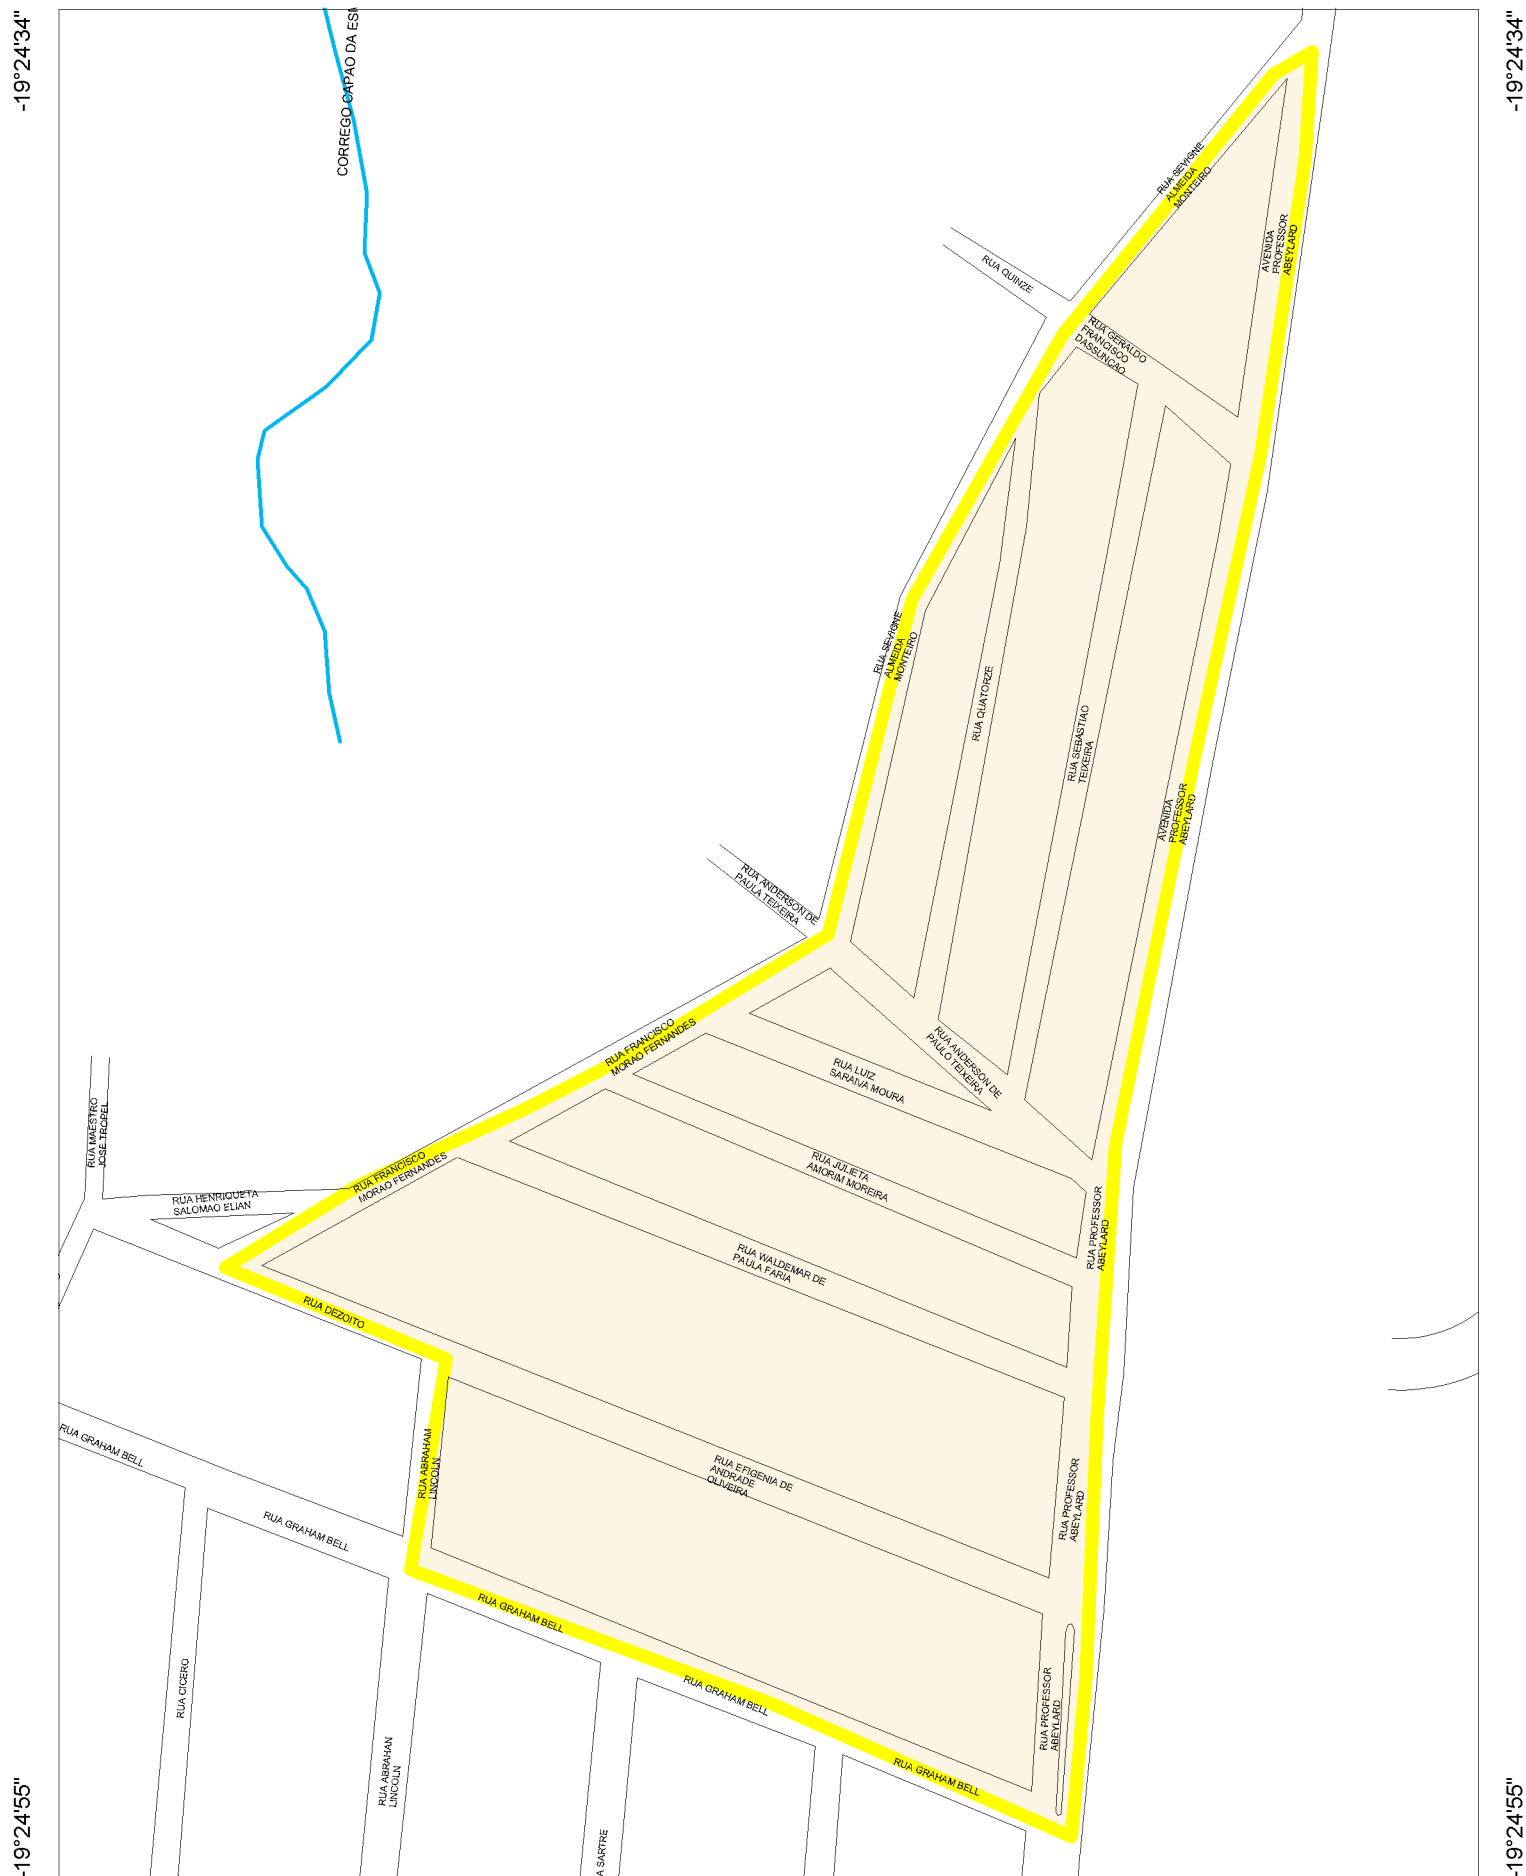 -19°24'34"
-19°24'34"
CORREGO CAPAO DA ESI
RUA SEVIGNE
ALMEIDA
MONTEIRO
AVENIDA
PROFESSOR
ABEYLARD
RUA QUINZE
RUA GERALDO
FRANCISCO
DASSUNCAO
RUA SEVIGNE
ALMEIDA
MONTEIRO
RUA QUATORZE
RUA SEBASTIAO
TEIXEIRA
AVENIDA
PROFESSOR
ABEYLARD
RUA ANDERSON DE
PAULA TEIXEIRA
RUA FRANCISCO
MORAO FERNANDES
RUA LUIZ
SARAIVA MOURA
RUA ANDERSON DE
PAULO TEIXEIRA
RUA MAESTRO
JOSE TROPEL
RUA FRANCISCO
MORAO FERNANDES
RUA JULIETA
AMORIM MOREIRA
RUA HENRIQUETA
SALOMAO ELIAN
RUA PROFESSOR
ABEYLARD
RUA WALDEMAR DE
PAULA FARIA
RUA DEZOITO
RUA GRAHAM BELL
RUA ABRAHAM
LINCOLN
RUA EFIGENIA DE
ANDRADE
OLIVEIRA
RUA PROFESSOR
ABEYLARD
RUA GRAHAM BELL
RUA GRAHAM BELL
RUA CICERO
RUA GRAHAM BELL
RUA PROFESSOR
ABEYLARD
RUA ABRAHAN
LINCOLN
RUA GRAHAM BELL
A SARTRE
-19°24'55"
-19°24'55"